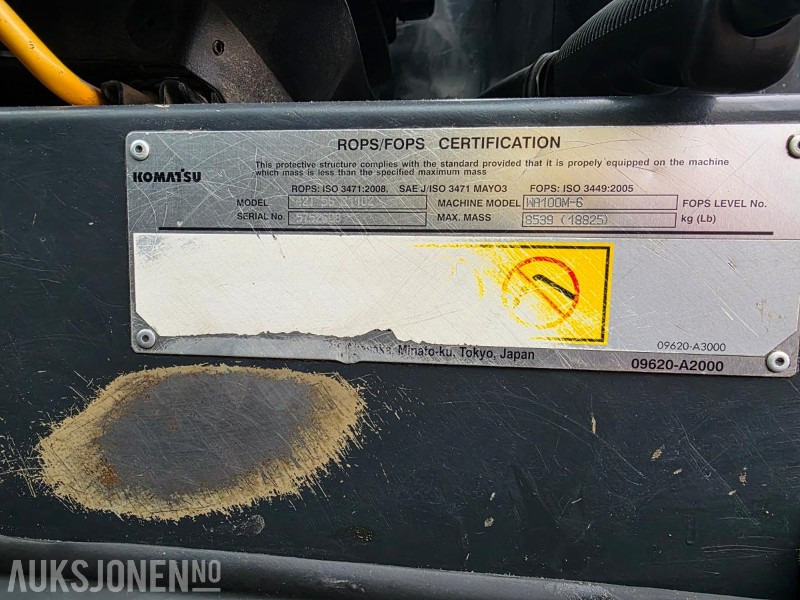 ROPS/FOPS CERTIFICATION
This protective structure complies with the standard provided that it is propely equipped on the machine
which mass is less than the specified maximum mass
KOMATSU
ROPS: ISO 3471:2008, SAE J/ISO 3471 MAYO3 FOPS: ISO 3449:2005
MODEL MACHINE MODEL WA100M-6 FOPS LEVEL No.
SERIAL No. MAX. MASS 8539 (18825) kg (Lb)
09620-A3000
Minato-ku, Tokyo, Japan
09620-A2000
AUKSJONEN.NO